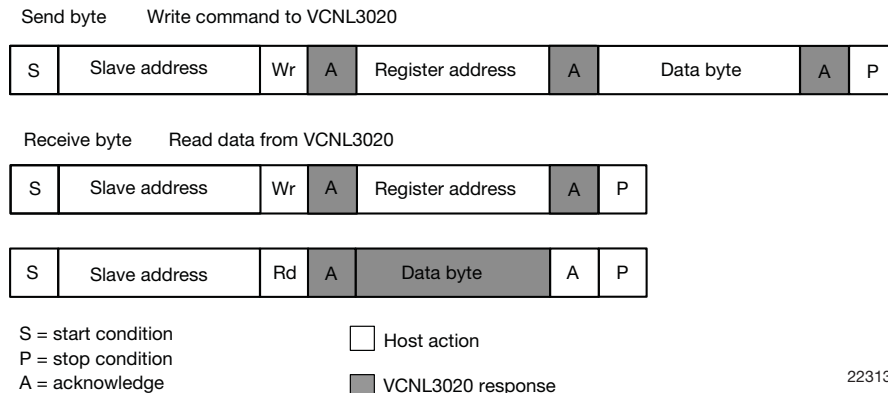 Send byte Write command to VCNL3020
S Slave address Wr A Register address A Data byte A P
Receive byte Read data from VCNL3020
S Slave address Wr A Register address A P
S Slave address Rd A Data byte A P
S = start condition
P = stop condition
A = acknowledge
Host action
VCNL3020 response
22313